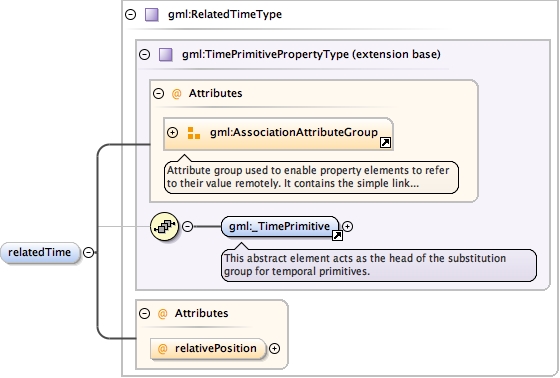 gml:RelatedTimeType
gml:TimePrimitivePropertyType (extension base)
@ Attributes
gml:AssociationAttributeGroup
Attribute group used to enable property elements to refer
to their value remotely. It contains the simple link...
gml:_TimePrimitive
This abstract element acts as the head of the substitution
group for temporal primitives.
relatedTime
@ Attributes
@ relativePosition